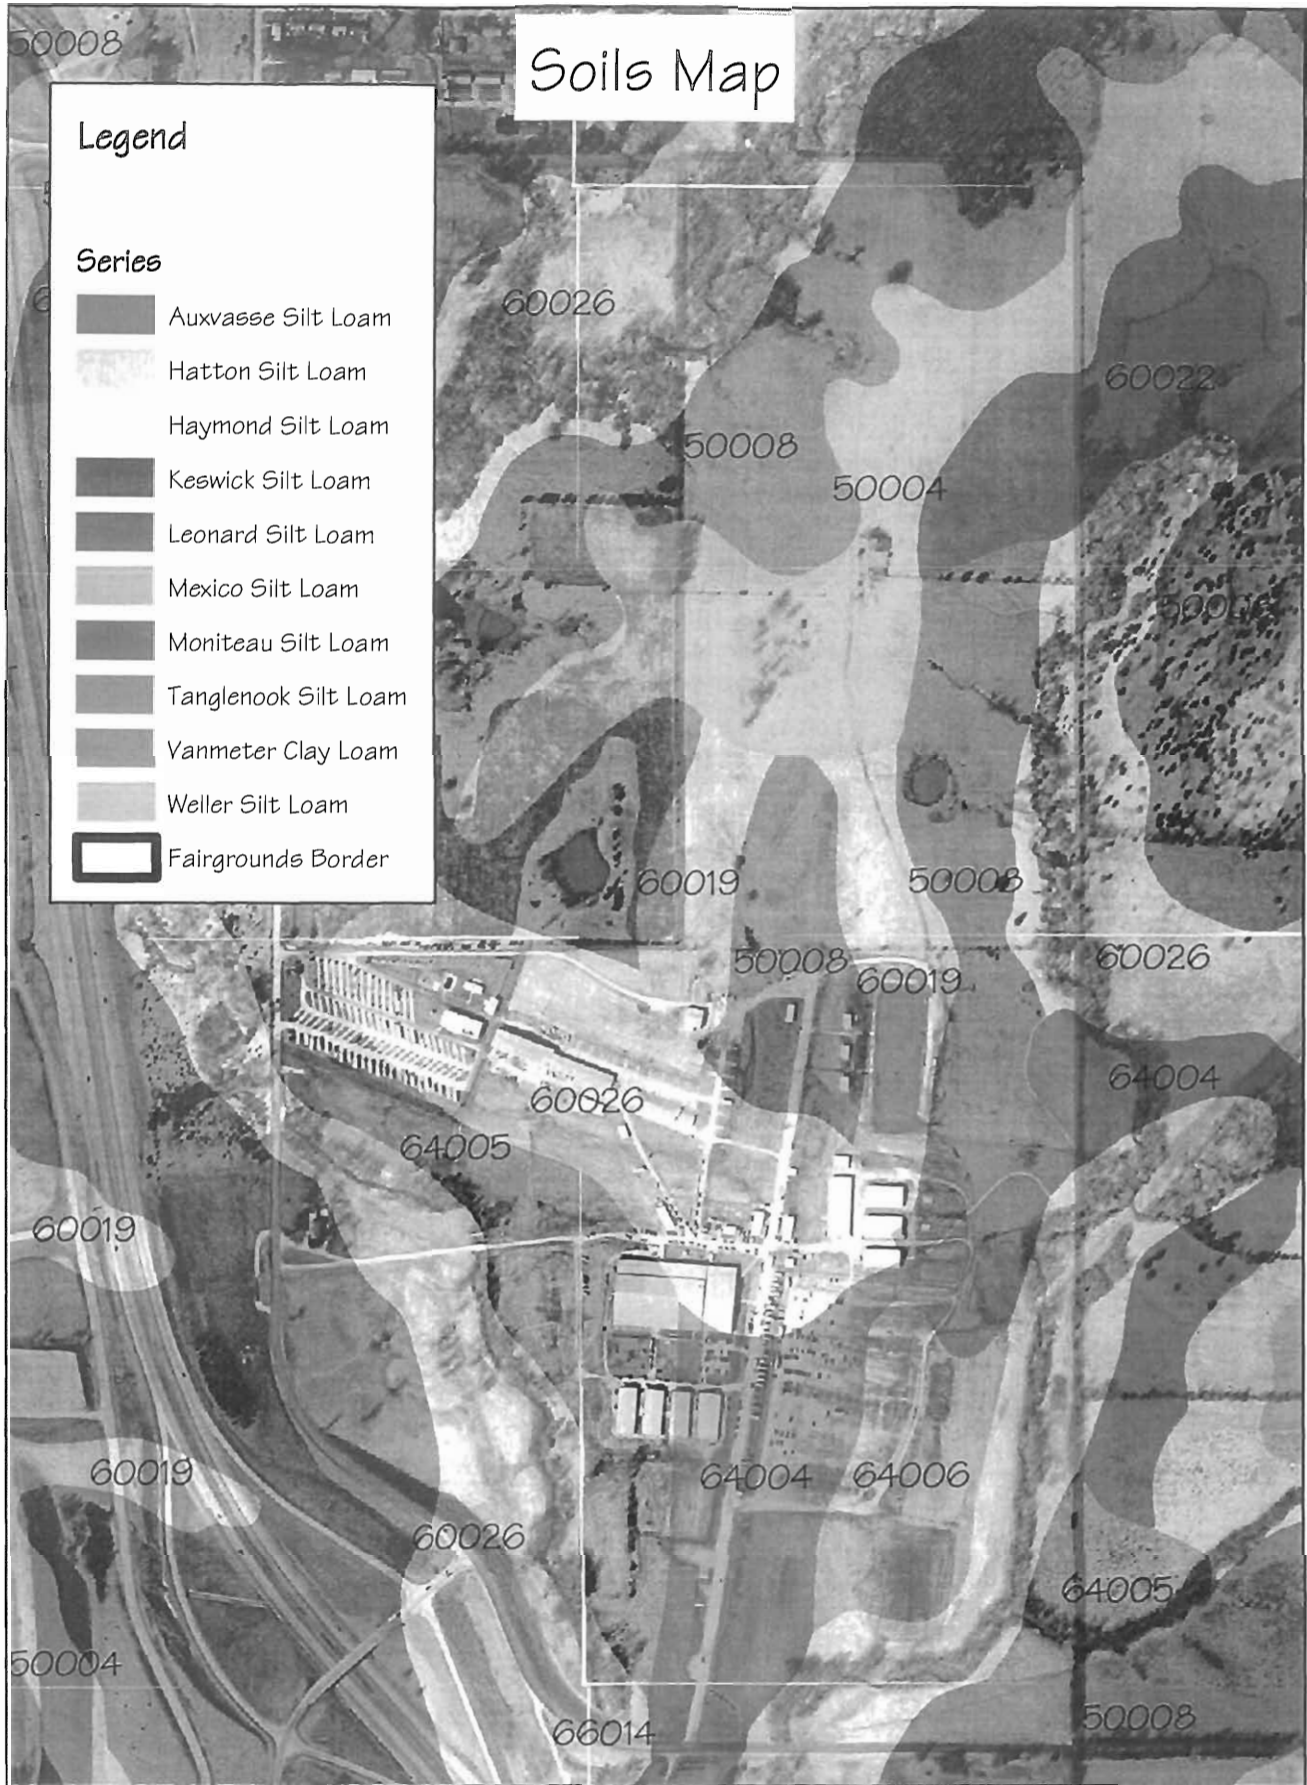 Soils Map
50008
Legend
Series
Auxvasse Silt Loam
Hatton Silt Loam
Haymond Silt Loam
Keswick Silt Loam
Leonard Silt Loam
Mexico Silt Loam
Moniteau Silt Loam
Tanglenook Silt Loam
Vanmeter Clay Loam
Weller Silt Loam
Fairgrounds Border
60026
60022
50008
50004
60019
50008
50008
60019
60026
64004
60026
64005
60019
60019
64004
64006
60026
64005
50004
66014
50008